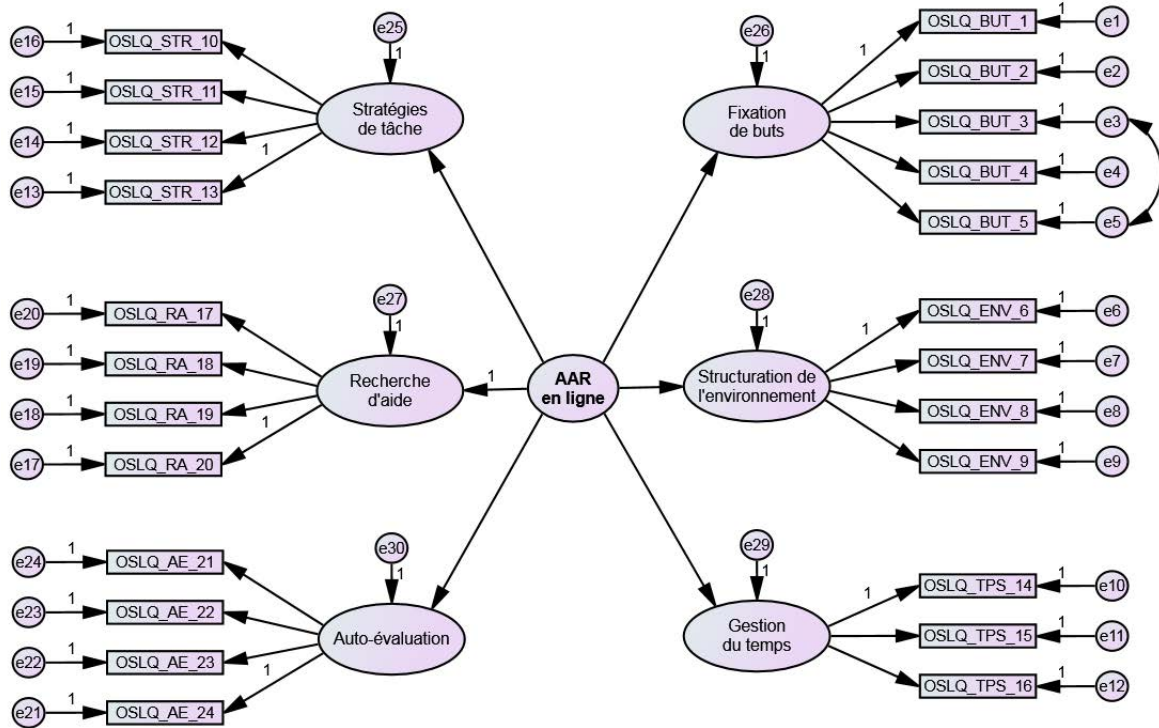 e16
1
OSLQ_STR_10
e15
1
OSLQ_STR_11
e14
1
OSLQ_STR_12
e13
1
OSLQ_STR_13
1
e25
1
Stratégies
de tâche
e26
1
Fixation
de buts
1
OSLQ_BUT_1
1
e1
OSLQ_BUT_2
1
e2
OSLQ_BUT_3
1
e3
OSLQ_BUT_4
1
e4
OSLQ_BUT_5
1
e5
e20
1
OSLQ_RA_17
e19
1
OSLQ_RA_18
e18
1
OSLQ_RA_19
e17
1
OSLQ_RA_20
1
e27
1
Recherche
d'aide
1
AAR
en ligne
e28
1
Structuration de
l'environnement
1
OSLQ_ENV_6
1
e6
OSLQ_ENV_7
1
e7
OSLQ_ENV_8
1
e8
OSLQ_ENV_9
1
e9
e24
1
OSLQ_AE_21
e23
1
OSLQ_AE_22
e22
1
OSLQ_AE_23
e21
1
OSLQ_AE_24
1
e30
1
Auto-évaluation
e29
1
Gestion
du temps
1
OSLQ_TPS_14
1
e10
OSLQ_TPS_15
1
e11
OSLQ_TPS_16
1
e12